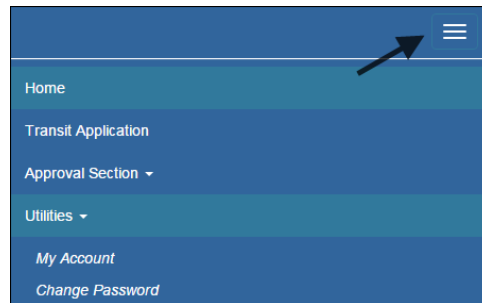 Home
Transit Application
Approval Section
Utilities
My Account
Change Password